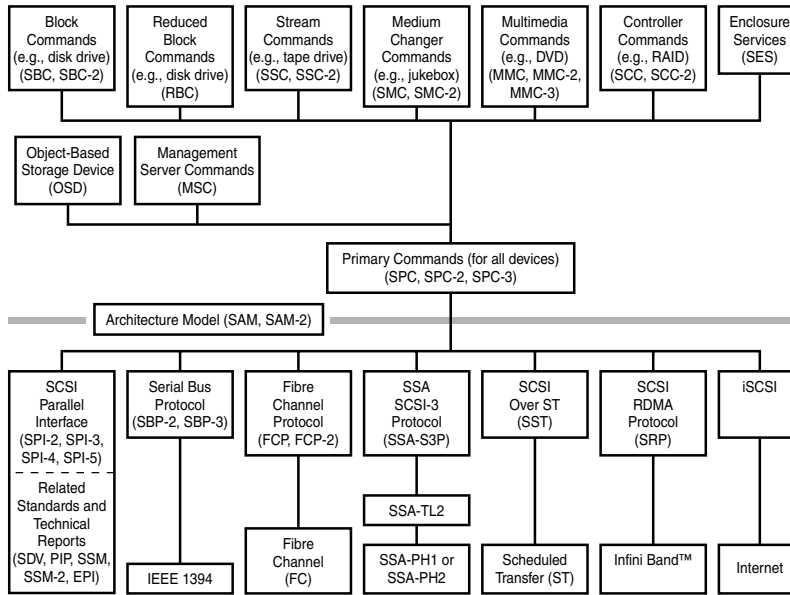 Block
Commands
(e.g., disk drive)
(SBC, SBC-2)
Reduced
Block
Commands
(e.g., disk drive)
(RBC)
Stream
Commands
(e.g., tape drive)
(SSC, SSC-2)
Medium
Changer
Commands
(e.g., jukebox)
(SMC, SMC-2)
Multimedia
Commands
(e.g., DVD)
(MMC, MMC-2,
MMC-3)
Controller
Commands
(e.g., RAID)
(SCC, SCC-2)
Enclosure
Services
(SES)
Object-Based
Storage Device
(OSD)
Management
Server Commands
(MSC)
Primary Commands (for all devices)
(SPC, SPC-2, SPC-3)
Architecture Model (SAM, SAM-2)
SCSI
Parallel
Interface
(SPI-2, SPI-3,
SPI-4, SPI-5)
Related
Standards and
Technical
Reports
(SDV, PIP, SSM,
SSM-2, EPI)
Serial Bus
Protocol
(SBP-2, SBP-3)
IEEE 1394
Fibre
Channel
Protocol
(FCP, FCP-2)
Fibre
Channel
(FC)
SSA
SCSI-3
Protocol
(SSA-S3P)
SSA-TL2
SSA-PH1 or
SSA-PH2
SCSI
Over ST
(SST)
Scheduled
Transfer (ST)
SCSI
RDMA
Protocol
(SRP)
Infini Band™
iSCSI
Internet